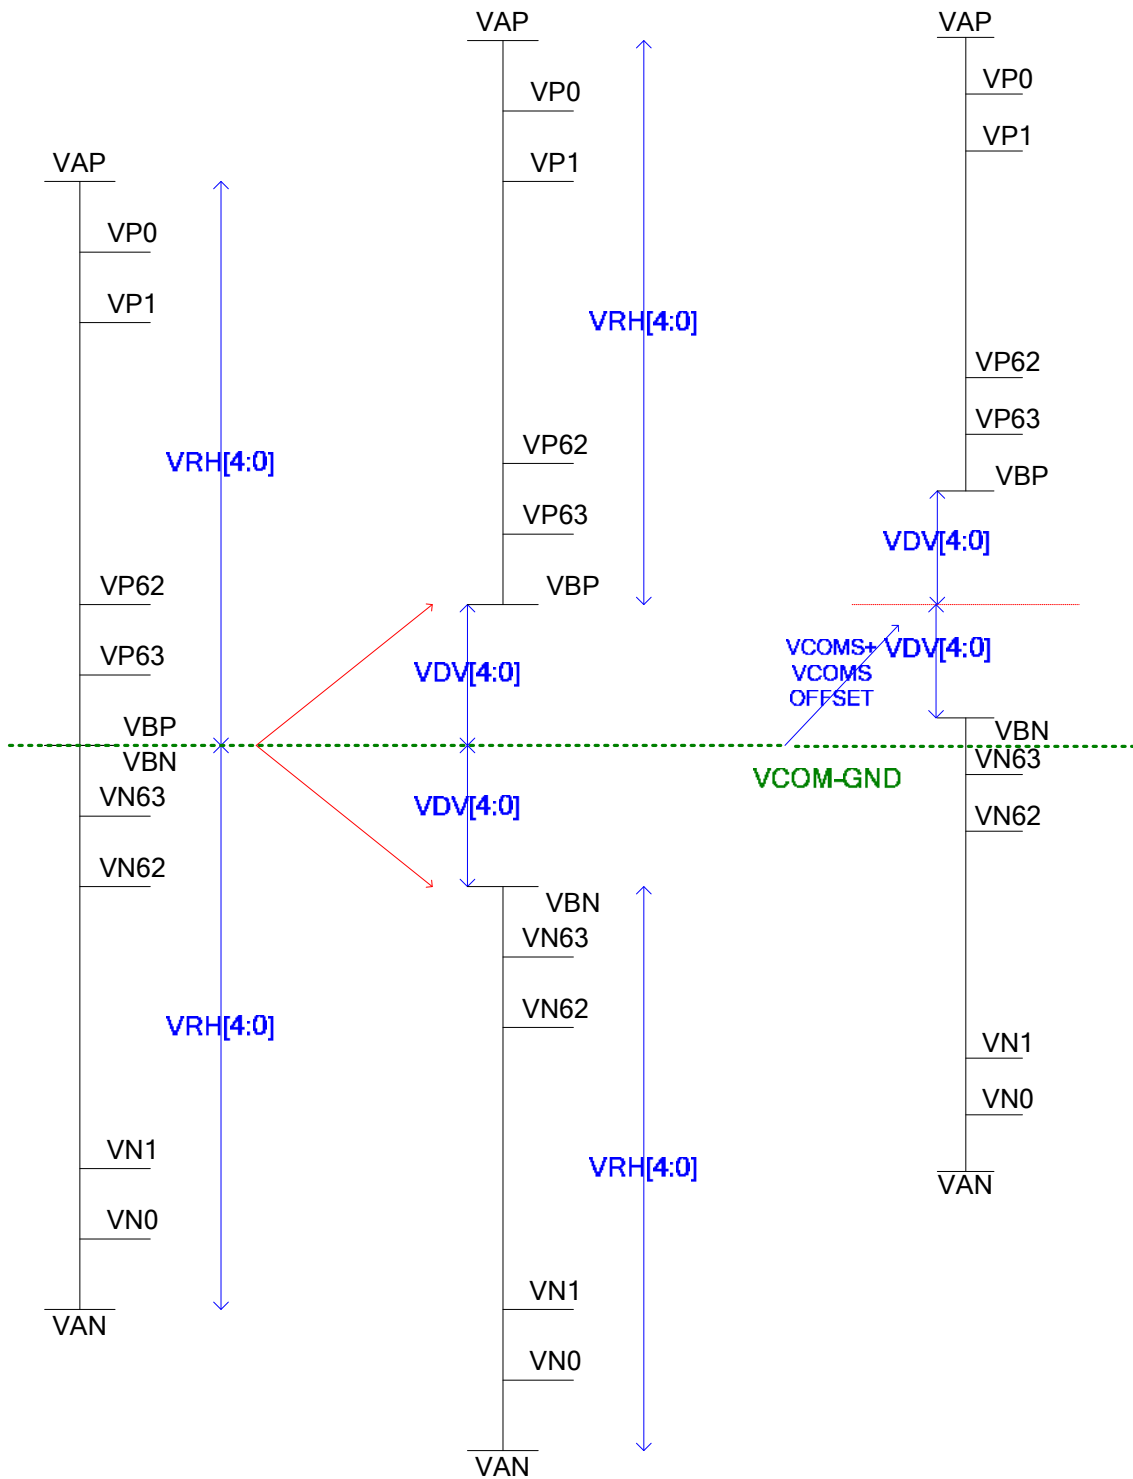 VAP
VP0
VP1
VRH[4:0]
VP62
VP63
VBP
VBN
VN63
VN62
VRH[4:0]
VN1
VN0
VAN
VAP
VP0
VP1
VRH[4:0]
VP62
VP63
VBP
VDV[4:0]
VDV[4:0]
VBN
VN63
VN62
VRH[4:0]
VN1
VN0
VAN
VAP
VP0
VP1
VP62
VP63
VBP
VDV[4:0]
VCOMS+
VCOMS
OFFSET
VDV[4:0]
VBN
VCOM-GND
VN63
VN62
VN1
VN0
VAN